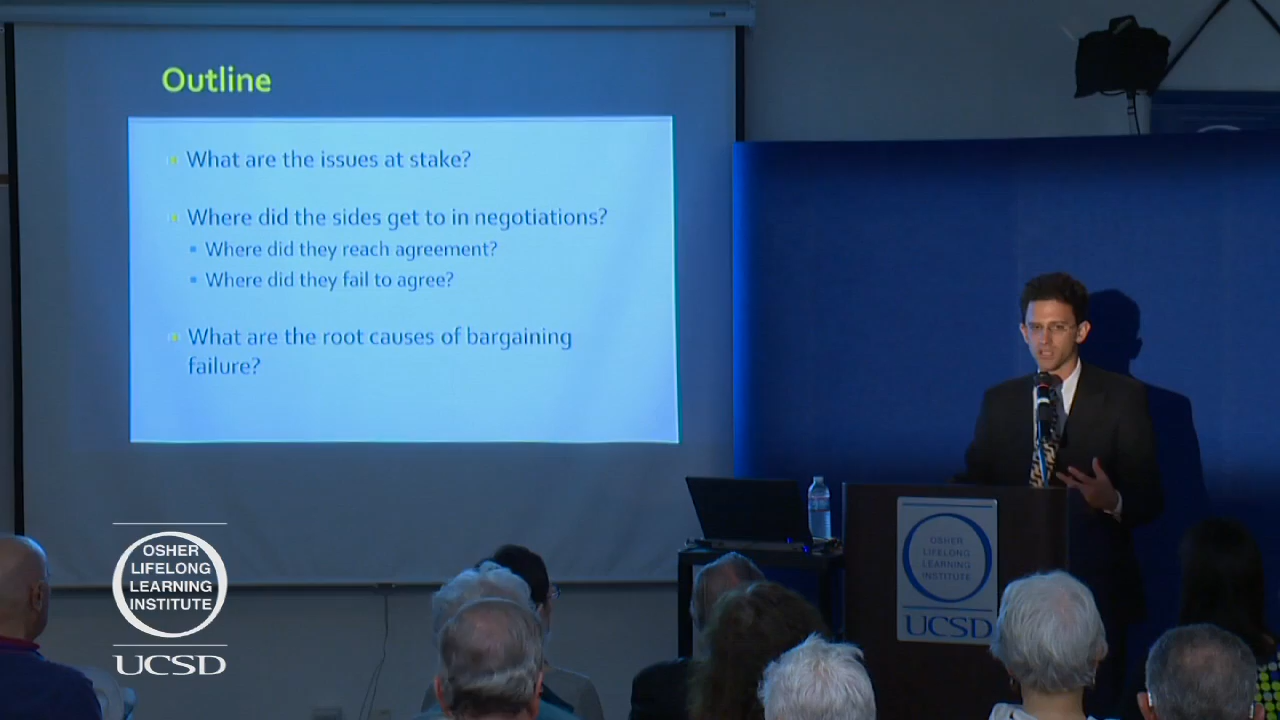 Outline
What are the issues at stake?
Where did the sides get to in negotiations?
Where did they reach agreement?
Where did they fail to agree?
What are the root causes of bargaining
failure?
OSHER
LIFELONG
LEARNING
INSTITUTE
UCSD
OSHER
LIFELONG
LEARNING
INSTITUTE
UCSD